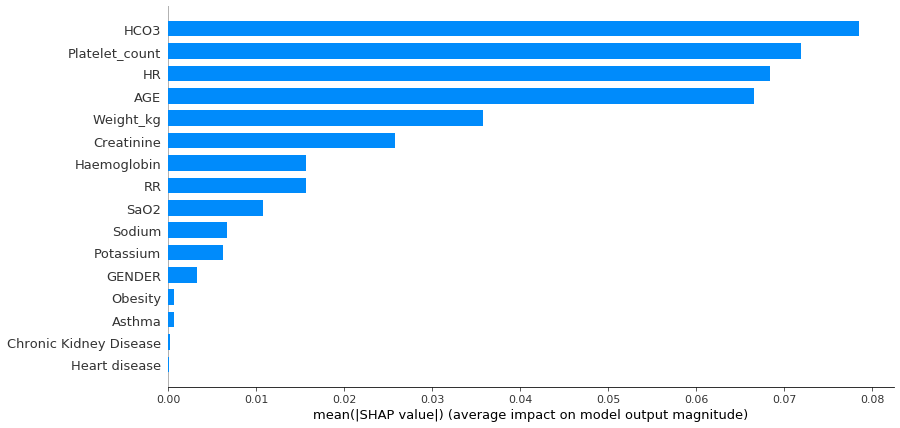 HCO3
Platelet_count
HR
AGE
Weight_kg
Creatinine
Haemoglobin
RR
SaO2
Sodium
Potassium
GENDER
Obesity
Asthma
Chronic Kidney Disease
Heart disease
0.00 0.01 0.02 0.03 0.04 0.05 0.06 0.07 0.08
mean(|SHAP value|) (average impact on model output magnitude)